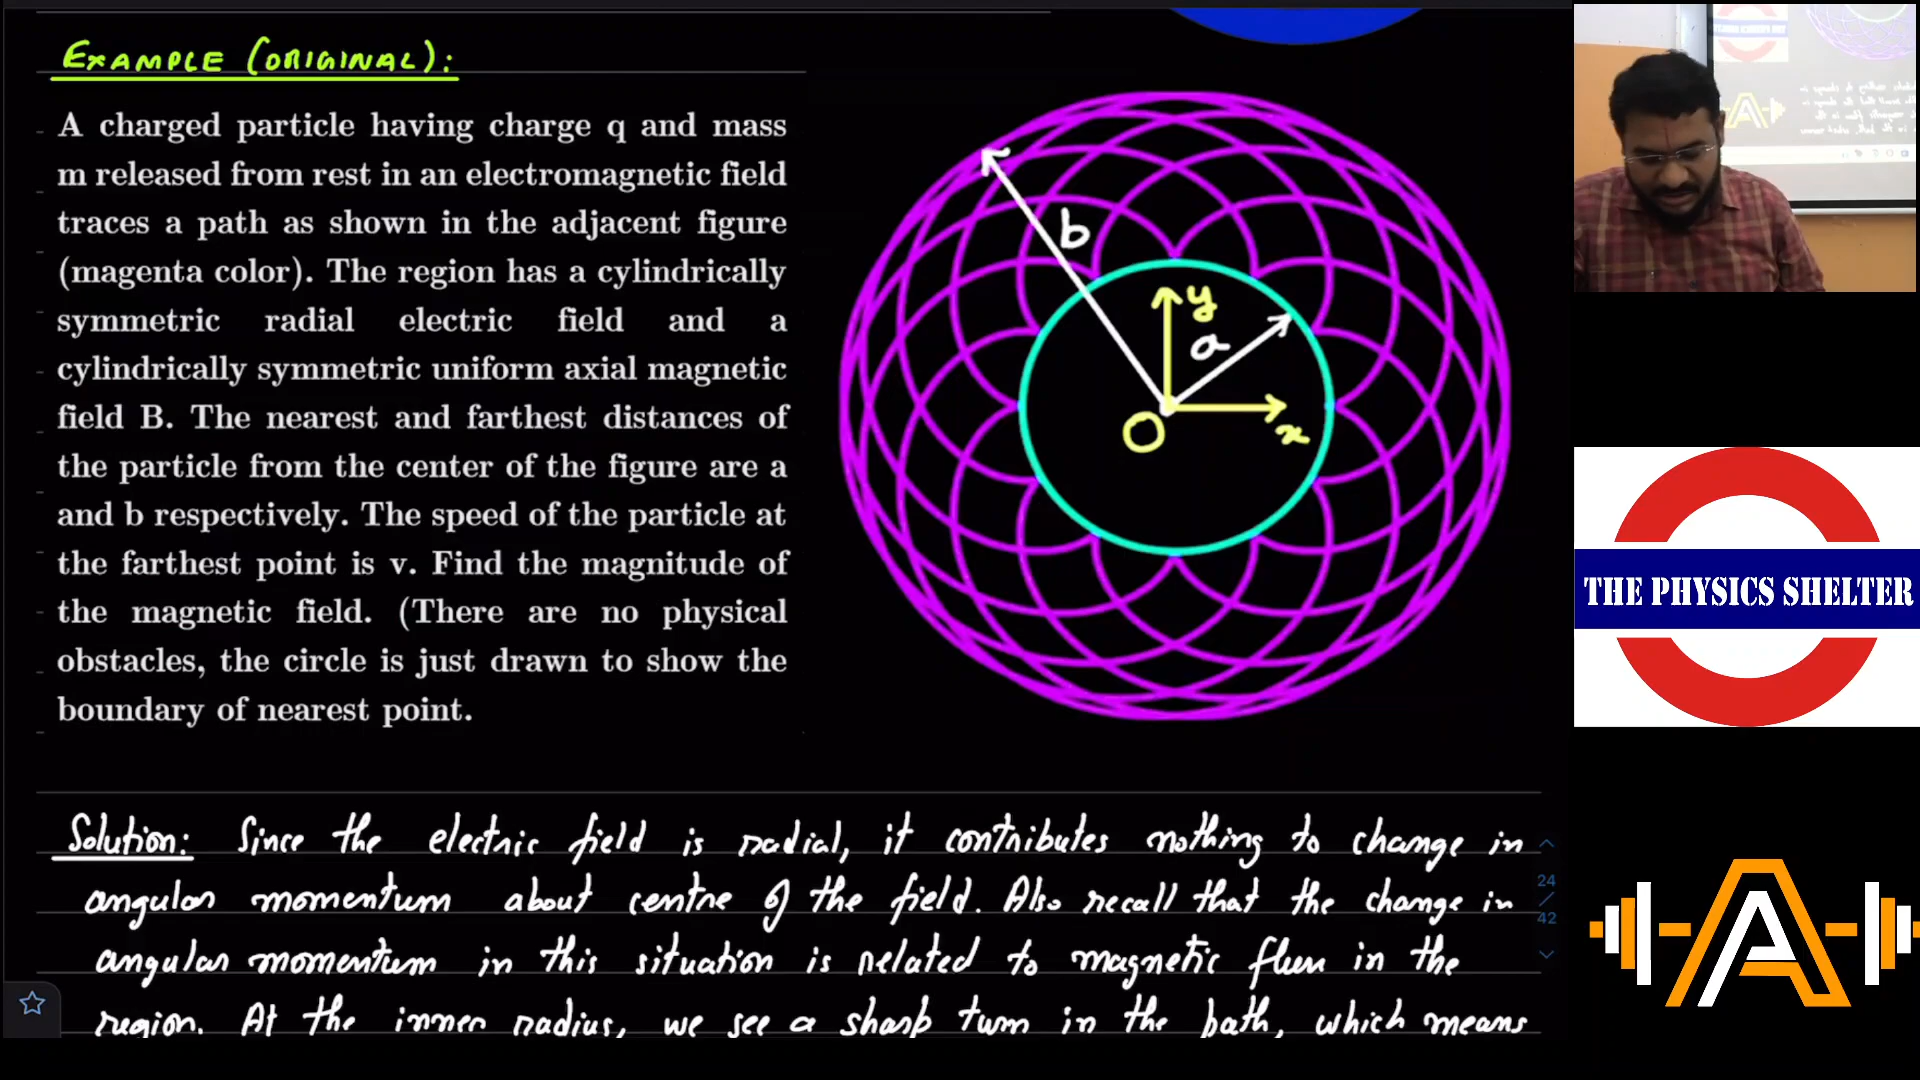 EXAMPLE (ORIGINAL):
A charged particle having charge q and mass
m released from rest in an electromagnetic field
traces a path as shown in the adjacent figure
(magenta color). The region has a cylindrically
symmetric radial electric field and a
cylindrically symmetric uniform axial magnetic
field B. The nearest and farthest distances of
the particle from the center of the figure are a
and b respectively. The speed of the particle at
the farthest point is v. Find the magnitude of
the magnetic field. (There are no physical
obstacles, the circle is just drawn to show the
boundary of nearest point.
b
y
a
O
x
THE PHYSICS SHELTER
Solution: Since the electric field is radial, it contributes nothing to change in
angular momentum about centre of the field. Also recall that the change in
angular momentum in this situation is related to magnetic flux in the
region. At the inner radius, we see a sharp turn in the path, which means
24
/
42